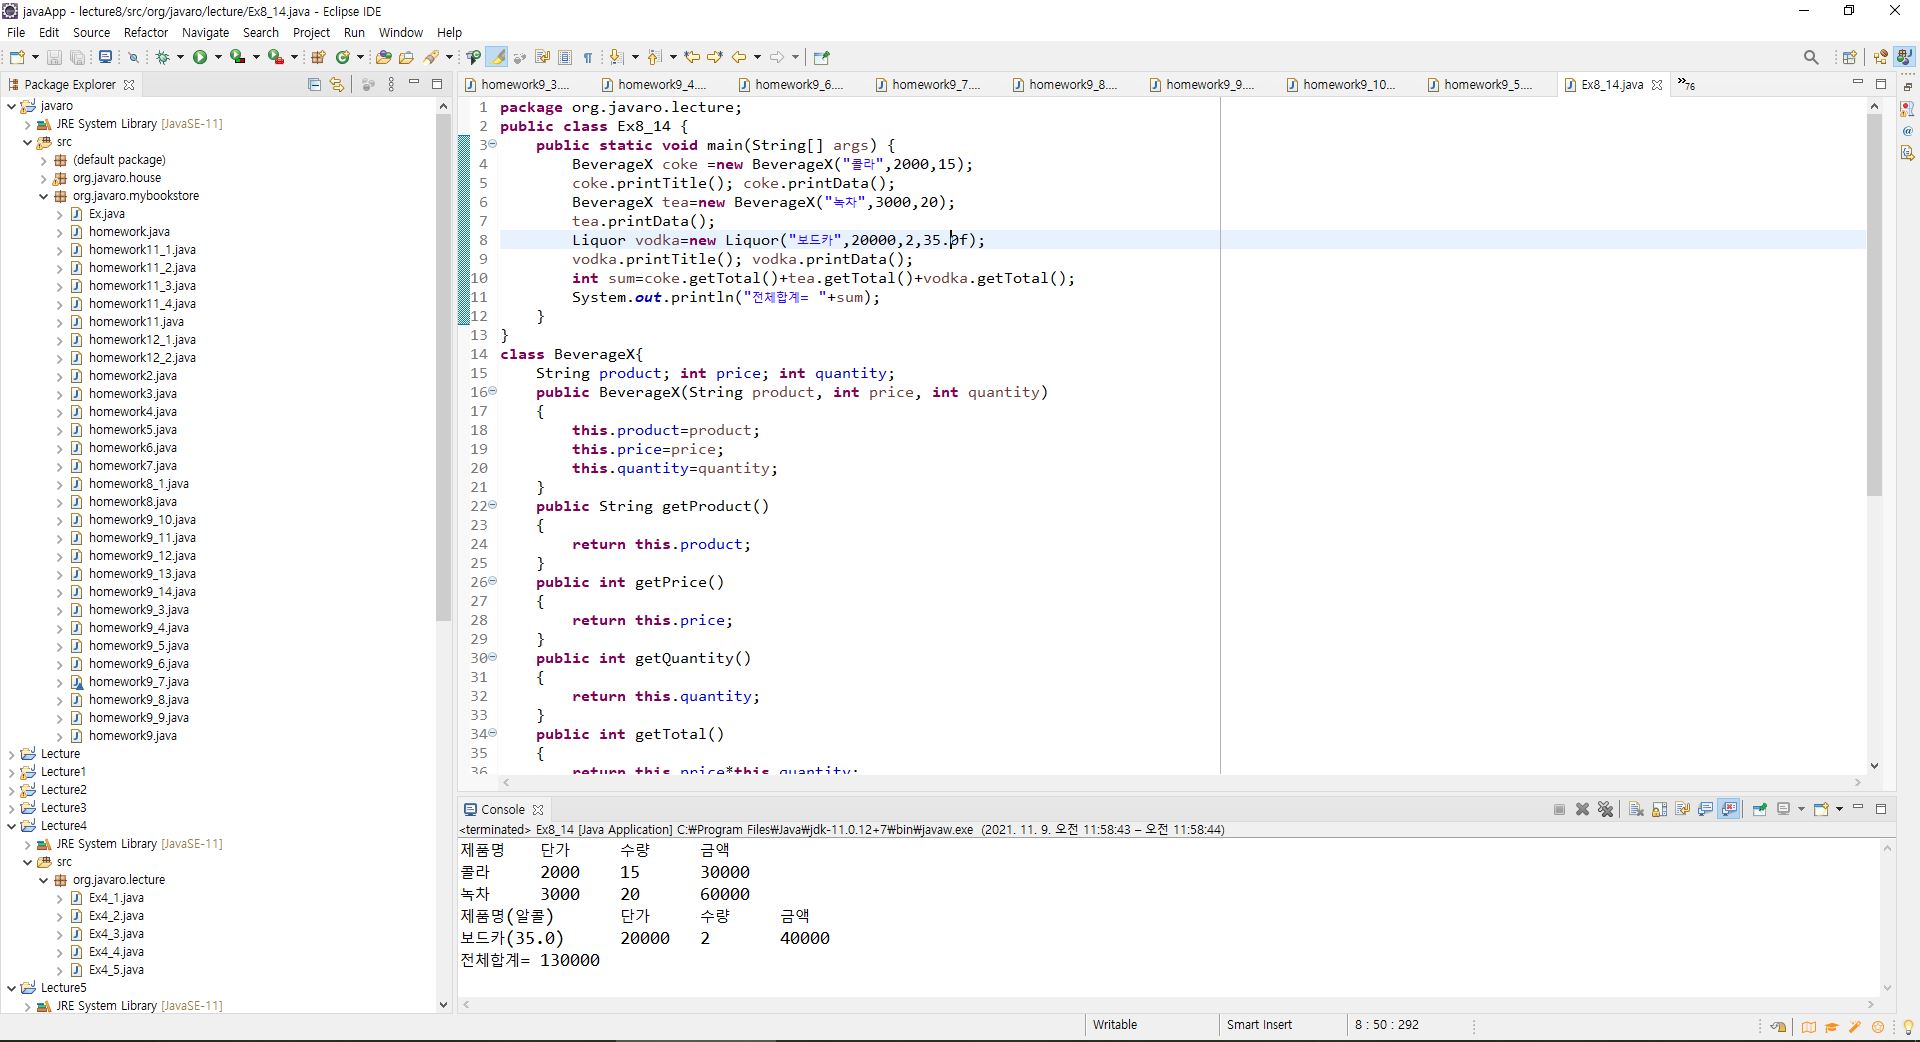 javaApp - lecture8/src/org/javaro/lecture/Ex8_14.java - Eclipse IDE
File Edit Source Refactor Navigate Search Project Run Window Help
Package Explorer
javaro
JRE System Library [JavaSE-11]
src
(default package)
org.javaro.house
org.javaro.mybookstore
Ex.java
homework.java
homework11_1.java
homework11_2.java
homework11_3.java
homework11_4.java
homework11.java
homework12_1.java
homework12_2.java
homework2.java
homework3.java
homework4.java
homework5.java
homework6.java
homework7.java
homework8_1.java
homework8.java
homework9_10.java
homework9_11.java
homework9_12.java
homework9_13.java
homework9_14.java
homework9_3.java
homework9_4.java
homework9_5.java
homework9_6.java
homework9_7.java
homework9_8.java
homework9_9.java
homework9.java
Lecture
Lecture1
Lecture2
Lecture3
Lecture4
JRE System Library [JavaSE-11]
src
org.javaro.lecture
Ex4_1.java
Ex4_2.java
Ex4_3.java
Ex4_4.java
Ex4_5.java
Lecture5
JRE System Library [JavaSE-11]
homework9_3.... homework9_4.... homework9_6.... homework9_7.... homework9_8.... homework9_9.... homework9_10... homework9_5.... Ex8_14.java »76
1 package org.javaro.lecture;
2 public class Ex8_14 {
3 public static void main(String[] args) {
4 BeverageX coke =new BeverageX("콜라",2000,15);
5 coke.printTitle(); coke.printData();
6 BeverageX tea=new BeverageX("녹차",3000,20);
7 tea.printData();
8 Liquor vodka=new Liquor("보드카",20000,2,35.0f);
9 vodka.printTitle(); vodka.printData();
10 int sum=coke.getTotal()+tea.getTotal()+vodka.getTotal();
11 System.out.println("전체합계= "+sum);
12 }
13 }
14 class BeverageX{
15 String product; int price; int quantity;
16 public BeverageX(String product, int price, int quantity)
17 {
18 this.product=product;
19 this.price=price;
20 this.quantity=quantity;
21 }
22 public String getProduct()
23 {
24 return this.product;
25 }
26 public int getPrice()
27 {
28 return this.price;
29 }
30 public int getQuantity()
31 {
32 return this.quantity;
33 }
34 public int getTotal()
35 {
36 return this.price*this.quantity;
Console
<terminated> Ex8_14 [Java Application] C:₩Program Files₩Java₩jdk-11.0.12+7₩bin₩javaw.exe (2021. 11. 9. 오전 11:58:43 – 오전 11:58:44)
제품명 단가 수량 금액
콜라 2000 15 30000
녹차 3000 20 60000
제품명(알콜) 단가 수량 금액
보드카(35.0) 20000 2 40000
전체합계= 130000
Writable Smart Insert 8 : 50 : 292